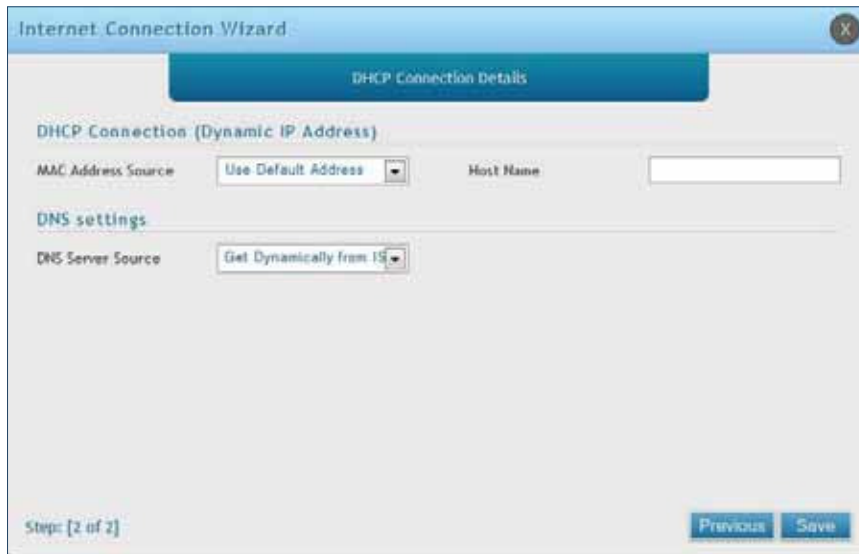 Internet Connection Wizard
X
DHCP Connection Details
DHCP Connection (Dynamic IP Address)
MAC Address Source Use Default Address Host Name
DNS settings
DNS Server Source Get Dynamically from IS
Step: [2 of 2] Previous Save